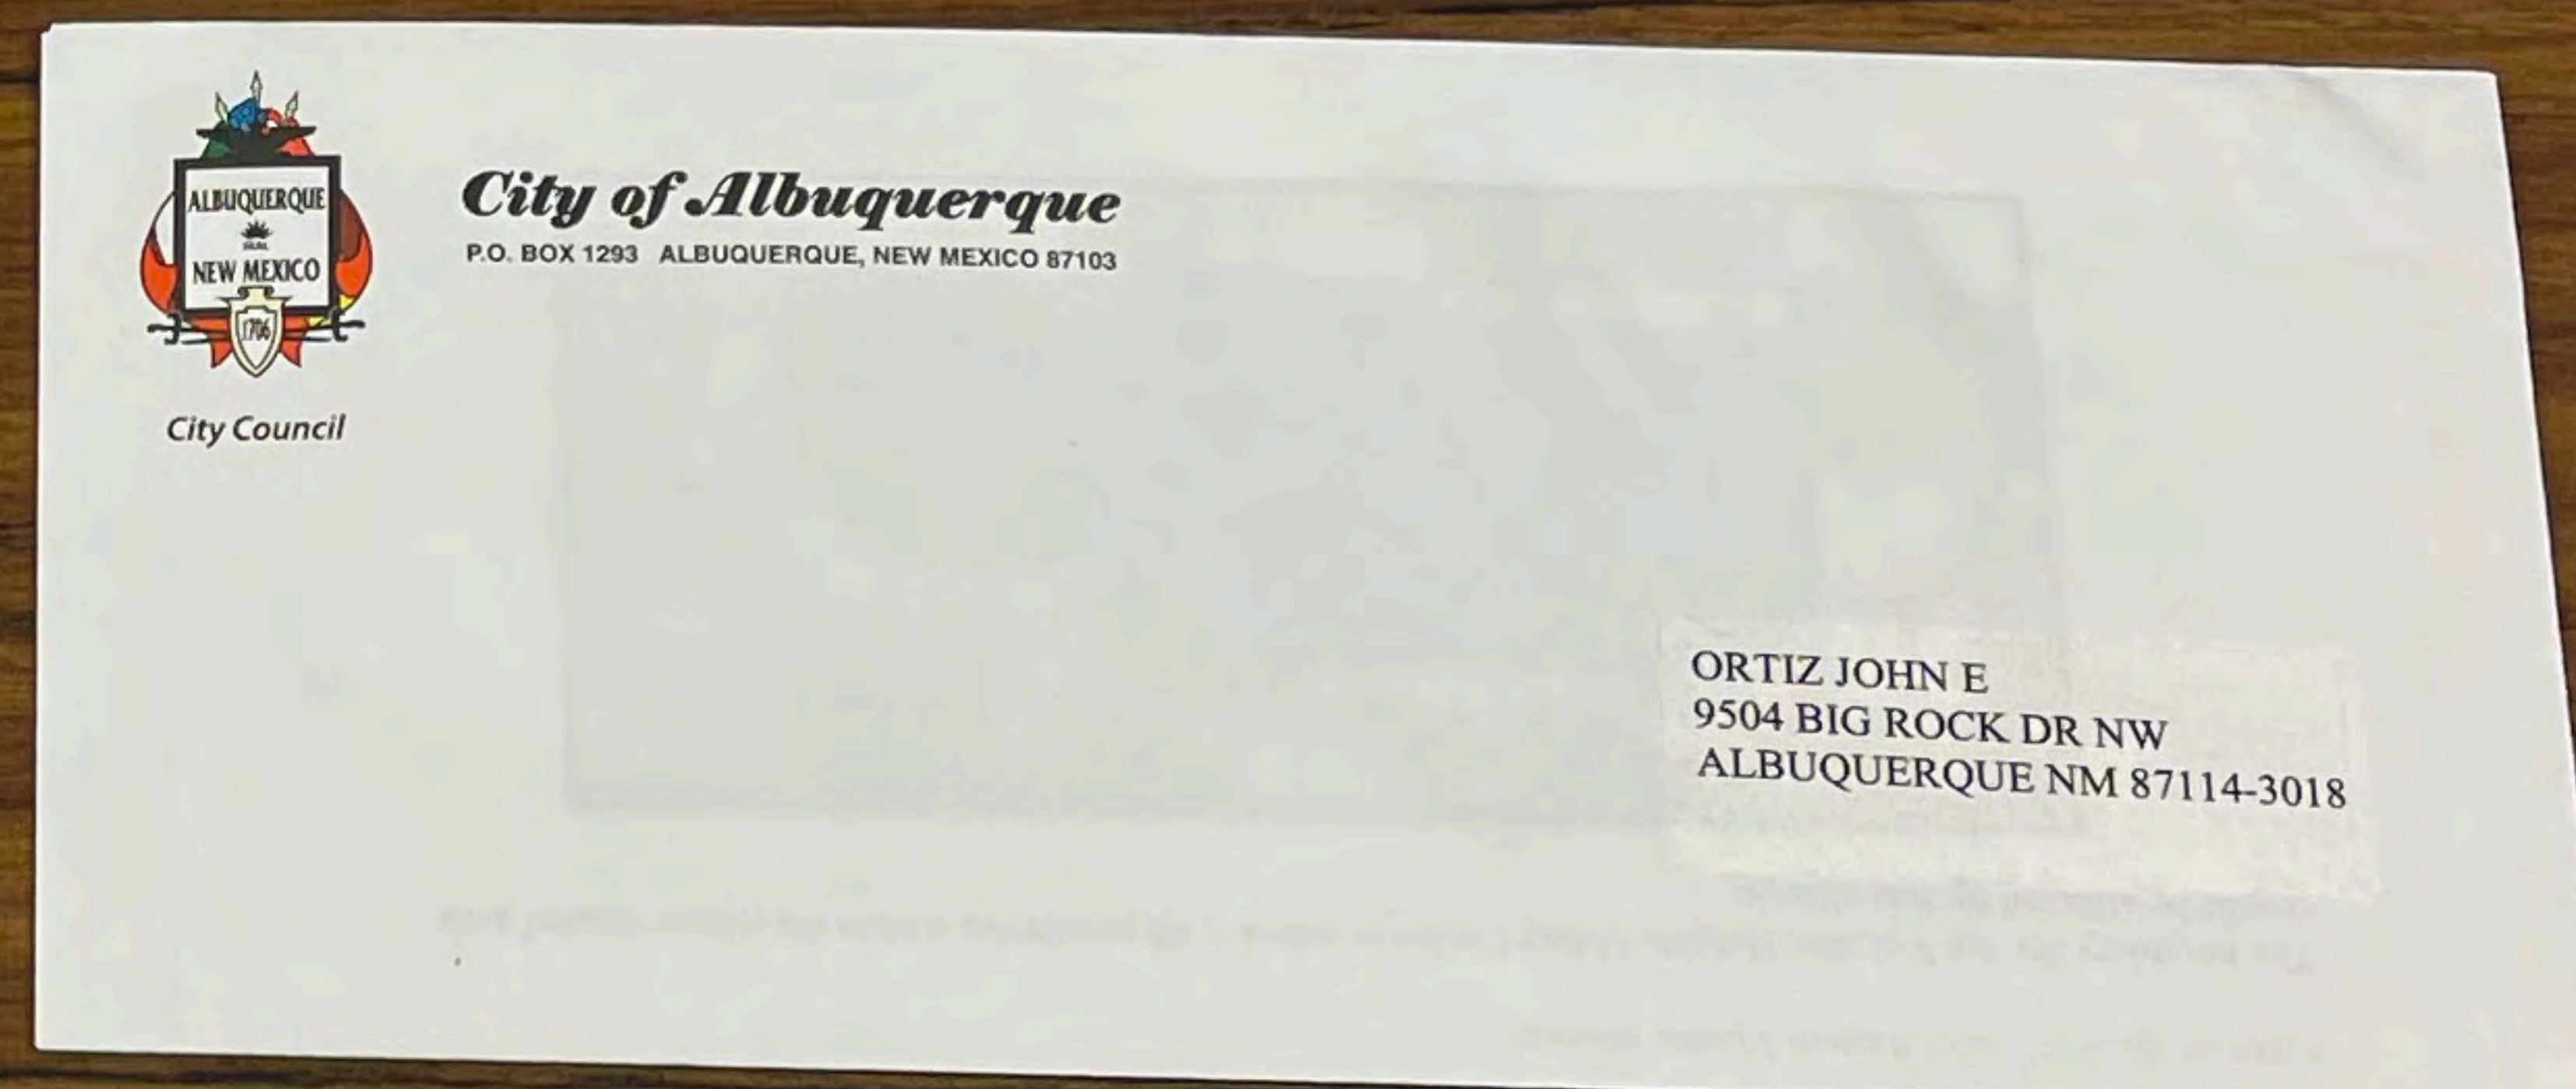 ALBUQUERQUE
SEAL
NEW MEXICO
1706
City Council
City of Albuquerque
P.O. BOX 1293 ALBUQUERQUE, NEW MEXICO 87103
ORTIZ JOHN E
9504 BIG ROCK DR NW
ALBUQUERQUE NM 87114-3018